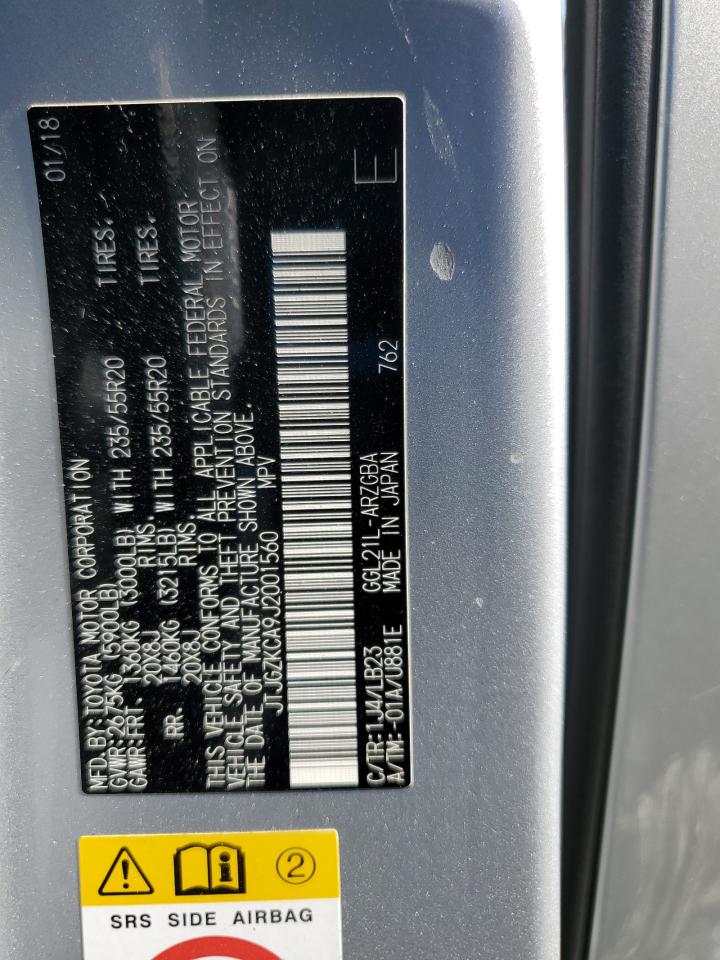 MFD. BY: TOYOTA MOTOR CORPORATION 01/18
GVWR: 2675KG (5900LB)
GAWR: FRT. 1360KG (3000LB) WITH 235/55R20 TIRES.
20X8J RIMS.
RR. 1460KG (3215LB) WITH 235/55R20 TIRES.
20X8J RIMS.
THIS VEHICLE CONFORMS TO ALL APPLICABLE FEDERAL MOTOR
VEHICLE SAFETY AND THEFT PREVENTION STANDARDS IN EFFECT ON
THE DATE OF MANUFACTURE SHOWN ABOVE.
JTJGZKCA9J2001560 MPV
C/TR: 1J4/LB23 GGL21L-ARZGBA
A/TM: -01A/U881E MADE IN JAPAN 762
E
2
SRS SIDE AIRBAG